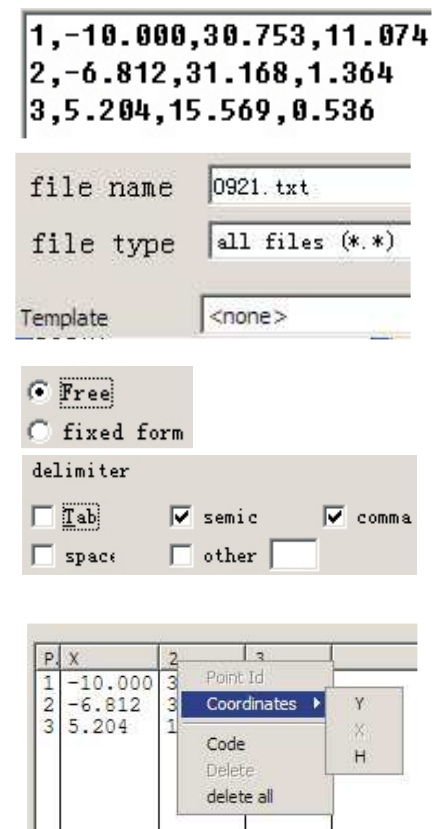 1,-10.000,30.753,11.074
2,-6.812,31.168,1.364
3,5.204,15.569,0.536
file name 0921.txt
file type all files (*.*)
Template <none>
Free
fixed form
delimiter
Tab semic comma
space other
P. X 2 3
1 -10.000 3
2 -6.812 3
3 5.204 1
Point Id
Coordinates
Code
Delete
delete all
Y
X
H